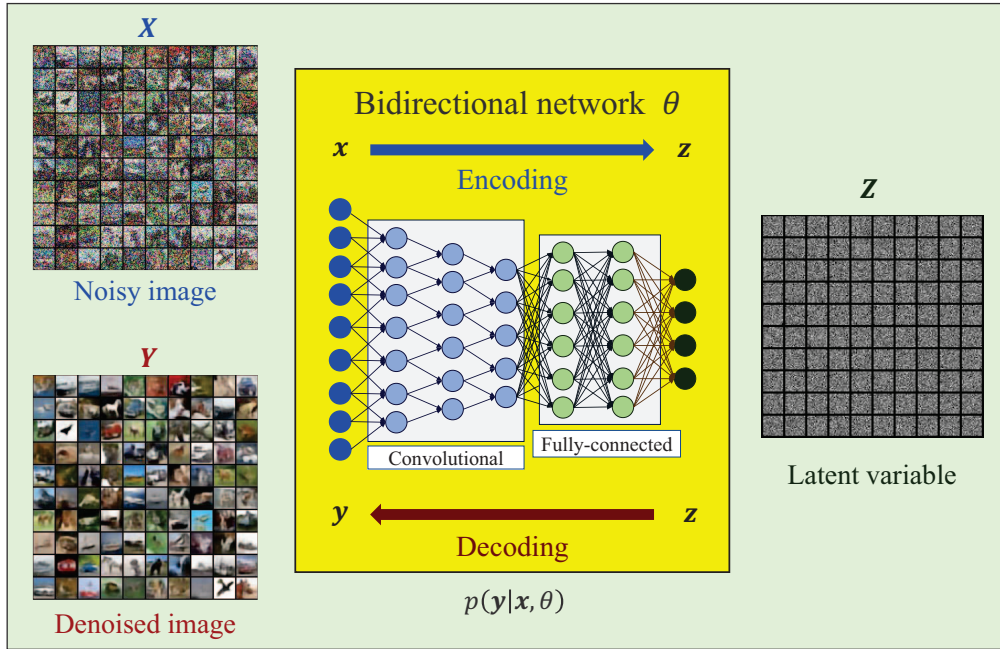 X
Noisy image
Y
Denoised image
Bidirectional network θ
x
z
Encoding
Convolutional
Fully-connected
y
z
Decoding
p(y|x, θ)
Z
Latent variable